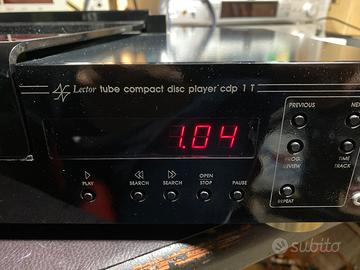 Lector tube compact disc player cdp 1 T
PREVIOUS
NE
1.04
PROG.
REVIEW
TIME
TRACK
PLAY
SEARCH
SEARCH
OPEN
STOP
PAUSE
REPEAT
subito